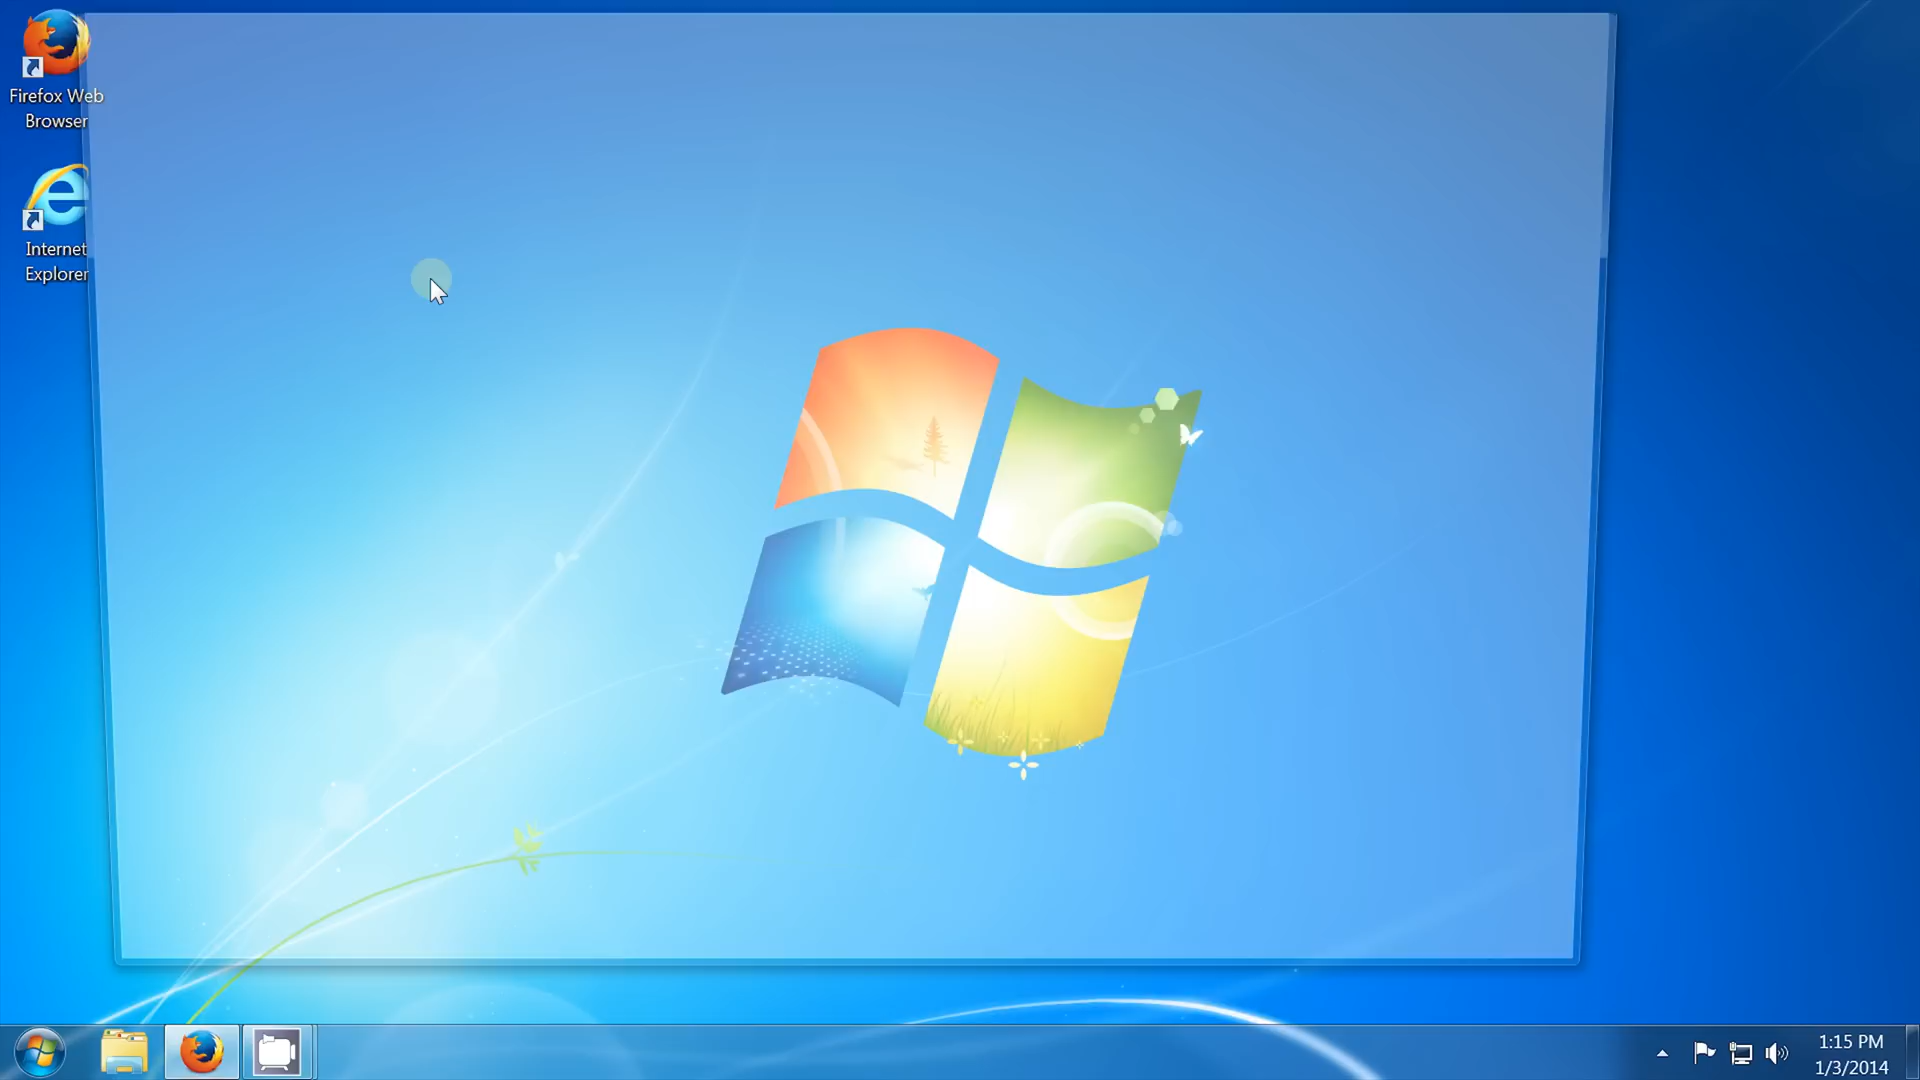 Firefox Web
Browser
Internet
Explorer
1:15 PM
1/3/2014